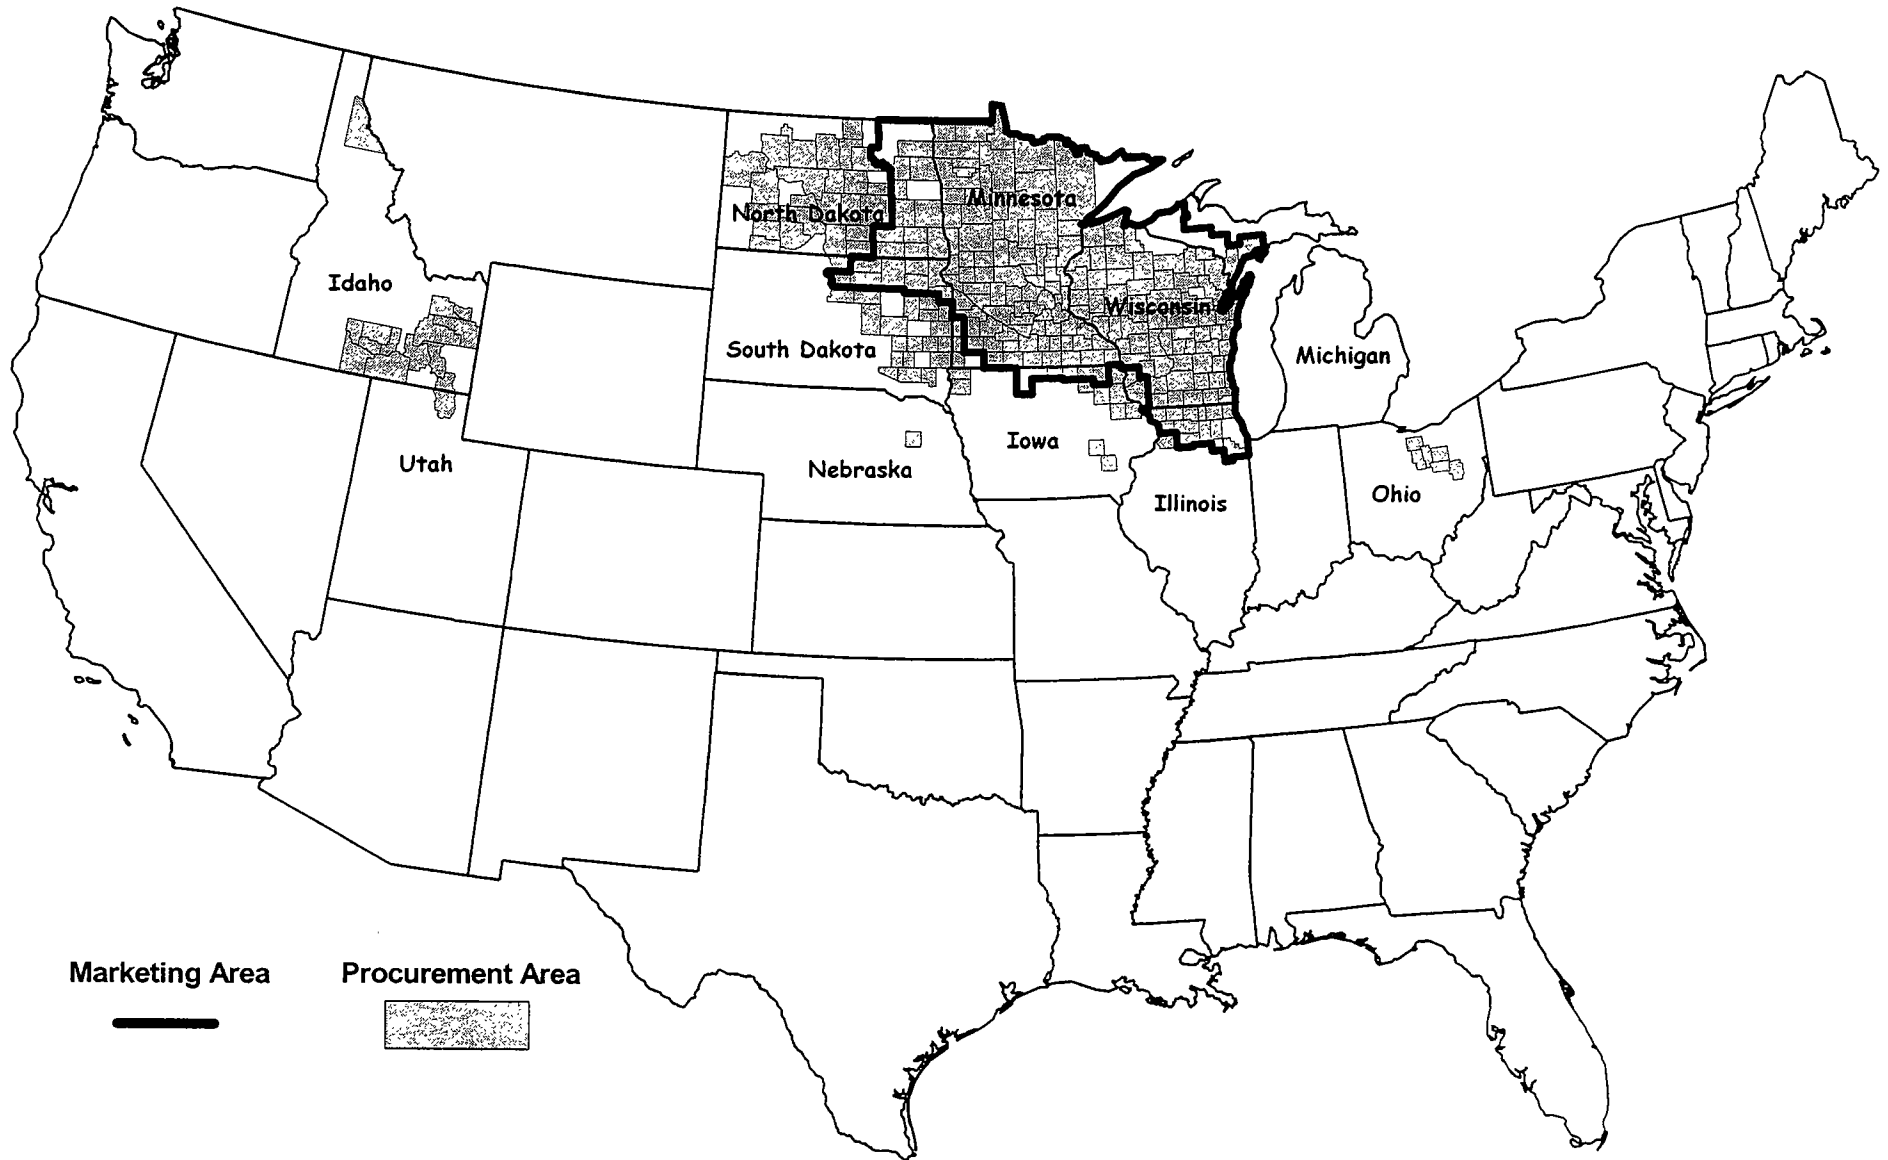 Minnesota
North Dakota
Idaho
Wisconsin
South Dakota
Michigan
Iowa
Utah
Nebraska
Ohio
Illinois
Marketing Area
Procurement Area